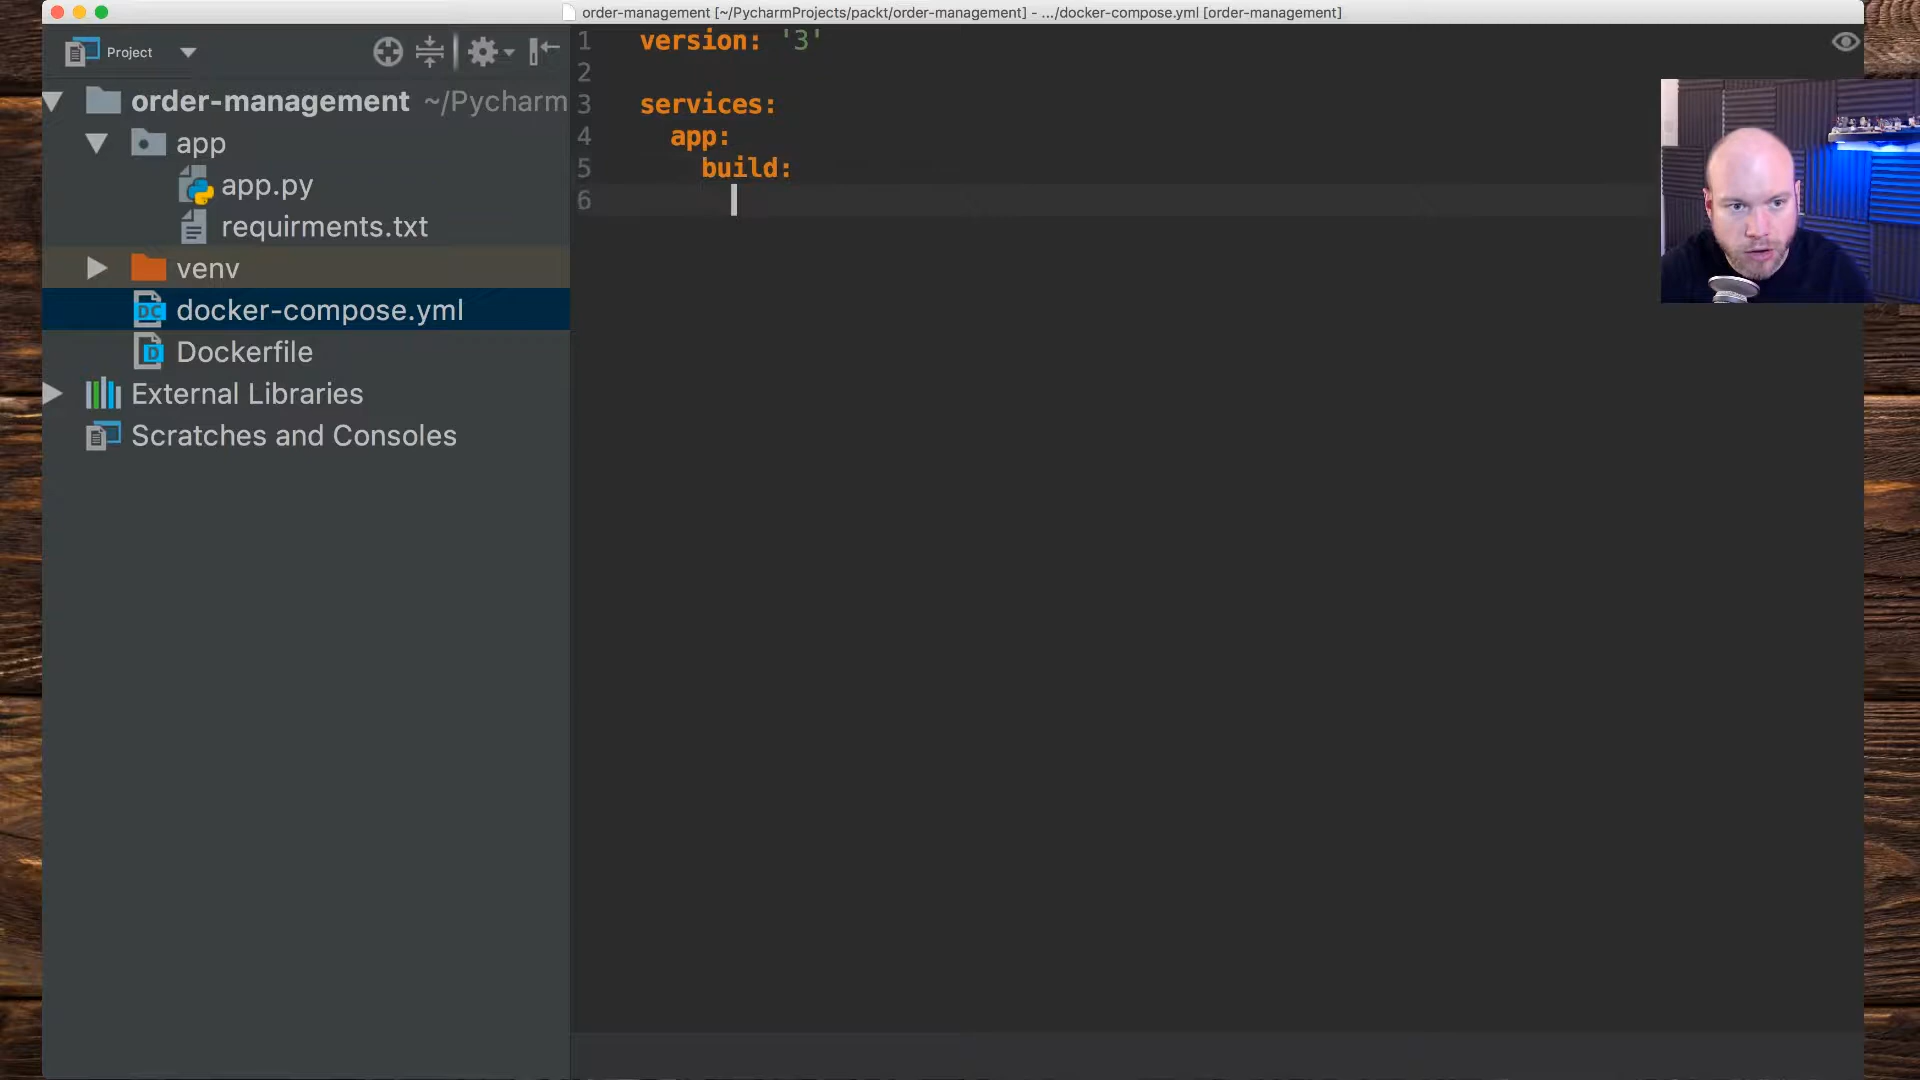 order-management [~/PycharmProjects/packt/order-management] - .../docker-compose.yml [order-management]
Project
order-management ~/Pycharm
app
app.py
requirments.txt
venv
docker-compose.yml
Dockerfile
External Libraries
Scratches and Consoles
1 version: '3'
2
3 services:
4 app:
5 build:
6